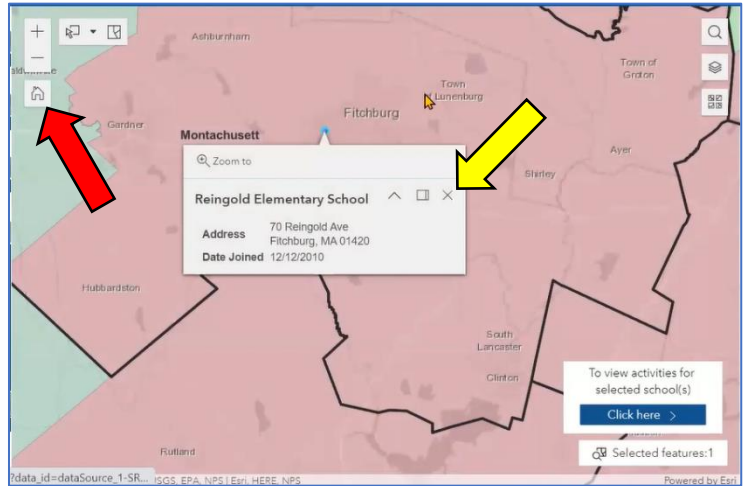 Ashburnham
Town of
Groton
Town
Lunenburg
Fitchburg
Gardner
Montachusett
Ayer
Zoom to
Shirley
Reingold Elementary School
Address 70 Reingold Ave
Fitchburg, MA 01420
Date Joined 12/12/2010
Hubbardston
South
Lancaster
Clinton
To view activities for
selected school(s)
Click here >
Rutland
Selected features:1
?data_id=dataSource_1-SR... SGS, EPA, NPS | Esri, HERE, NPS
Powered by Esri